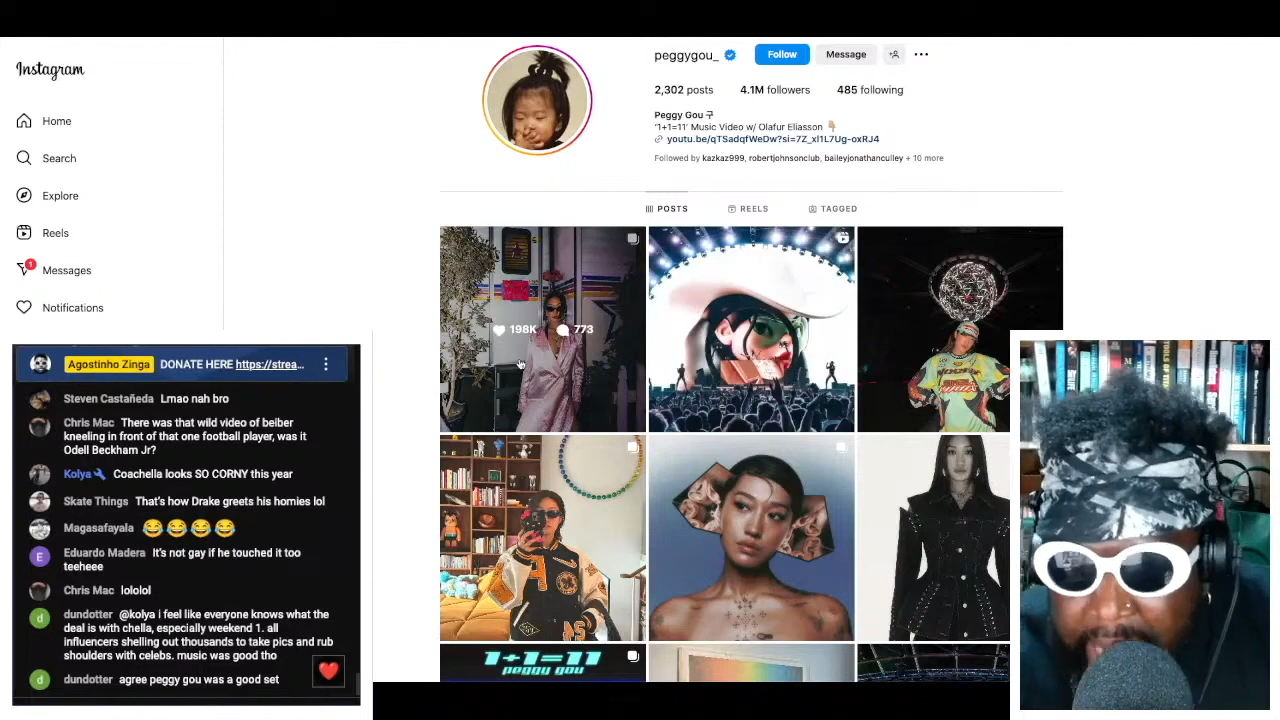 Instagram
Home
Search
Explore
Reels
1
Messages
Notifications
peggygou_
Follow
Message
2,302 posts
4.1M followers
485 following
Peggy Gou 구
'1+1=11' Music Video w/ Olafur Eliasson 👇🏼
youtu.be/qTSadqfWeDw?si=7Z_xl1L7Ug-oxRJ4
Followed by kazkaz999, robertjohnsonclub, baileyjonathanculley + 10 more
POSTS
REELS
TAGGED
198K
773
1+1=11
peggy gou
Agostinho Zinga DONATE HERE https://strea...
Steven Castañeda Lmao nah bro
Chris Mac There was that wild video of beiber
kneeling in front of that one football player, was it
Odell Beckham Jr?
Kolya Coachella looks SO CORNY this year
Skate Things That's how Drake greets his homies lol
Magasafayala 😂😂😂😂
E
Eduardo Madera It's not gay if he touched it too
teeheee
Chris Mac lololol
d
dundotter @kolya i feel like everyone knows what the
deal is with chella, especially weekend 1. all
influencers shelling out thousands to take pics and rub
shoulders with celebs. music was good tho
d
dundotter agree peggy gou was a good set